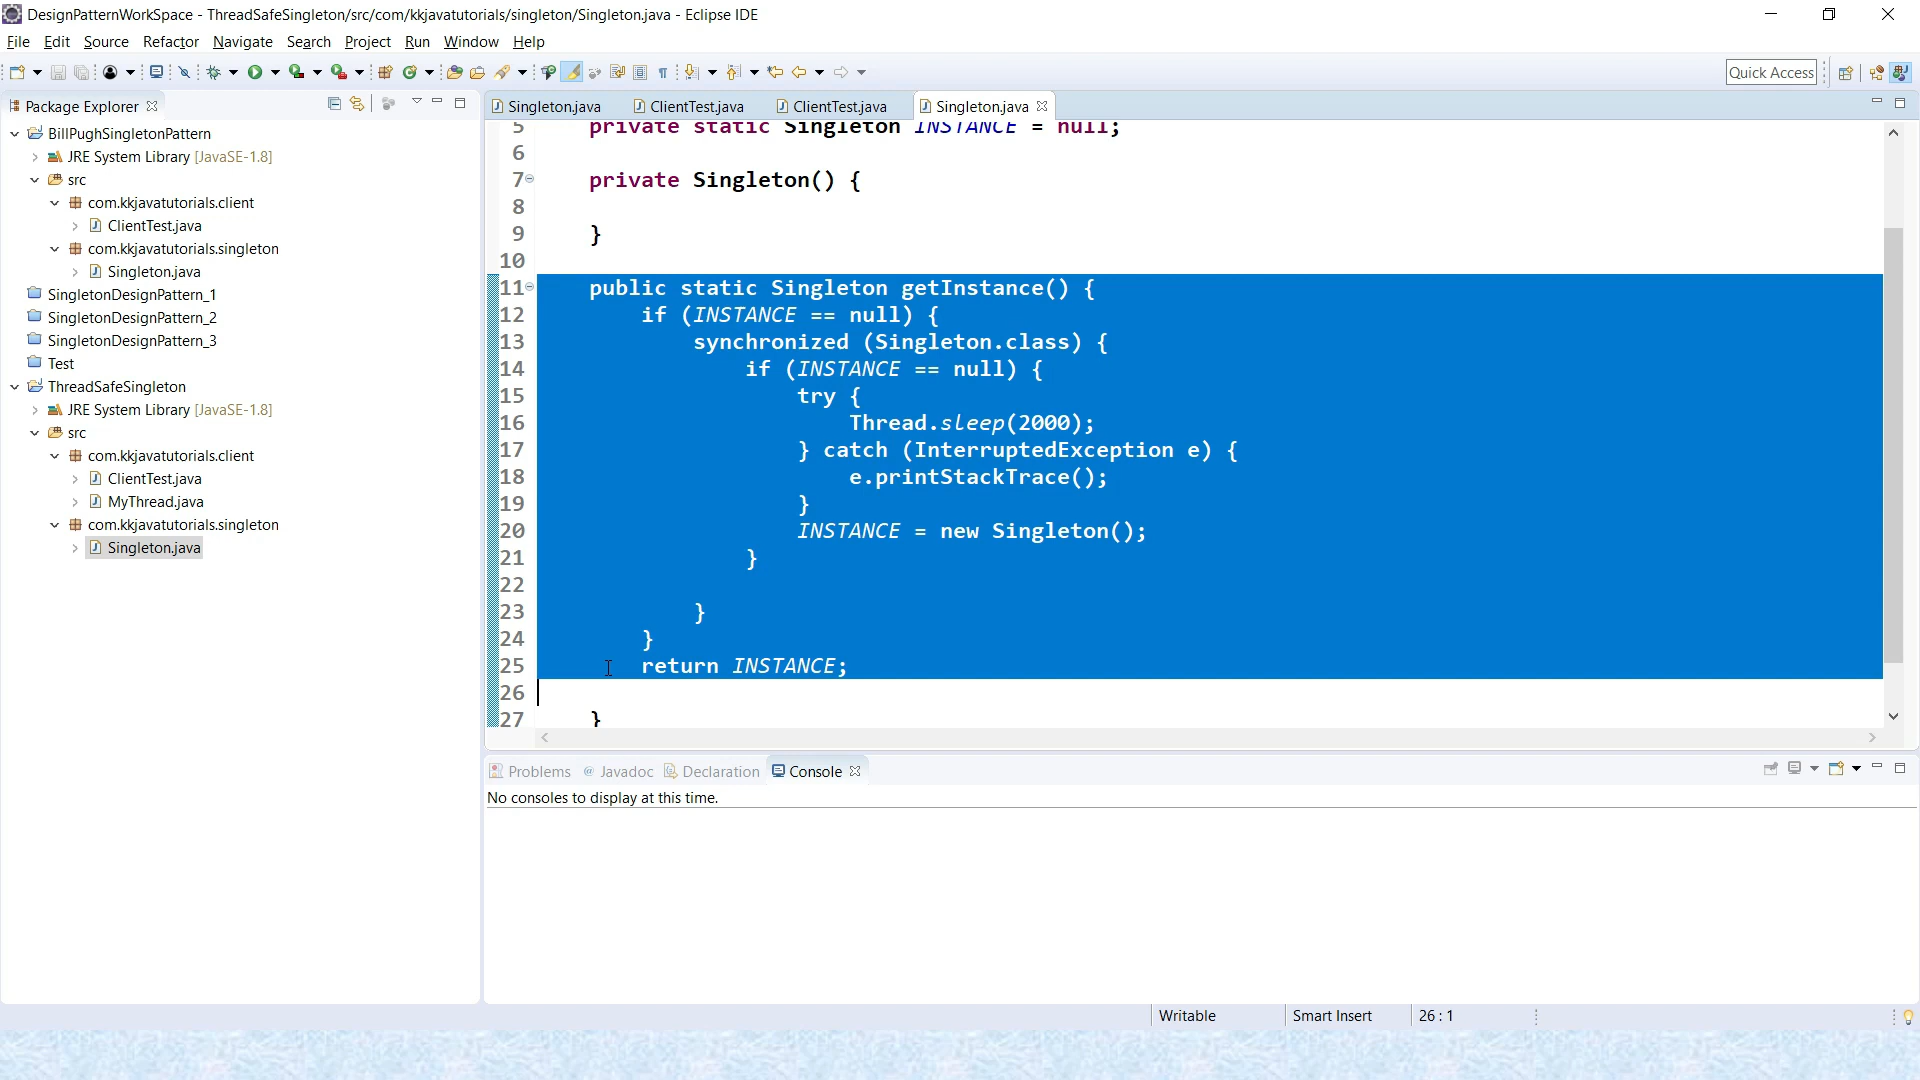 DesignPatternWorkSpace - ThreadSafeSingleton/src/com/kkjavatutorials/singleton/Singleton.java - Eclipse IDE
File Edit Source Refactor Navigate Search Project Run Window Help
Quick Access
Package Explorer
BillPughSingletonPattern
JRE System Library [JavaSE-1.8]
src
com.kkjavatutorials.client
ClientTest.java
com.kkjavatutorials.singleton
Singleton.java
SingletonDesignPattern_1
SingletonDesignPattern_2
SingletonDesignPattern_3
Test
ThreadSafeSingleton
JRE System Library [JavaSE-1.8]
src
com.kkjavatutorials.client
ClientTest.java
MyThread.java
com.kkjavatutorials.singleton
Singleton.java
Singleton.java ClientTest.java ClientTest.java Singleton.java
5 private static Singleton INSTANCE = null;
6
7 private Singleton() {
8
9 }
10
11 public static Singleton getInstance() {
12 if (INSTANCE == null) {
13 synchronized (Singleton.class) {
14 if (INSTANCE == null) {
15 try {
16 Thread.sleep(2000);
17 } catch (InterruptedException e) {
18 e.printStackTrace();
19 }
20 INSTANCE = new Singleton();
21 }
22
23 }
24 }
25 return INSTANCE;
26
27 }
Problems @ Javadoc Declaration Console
No consoles to display at this time.
Writable Smart Insert 26 : 1